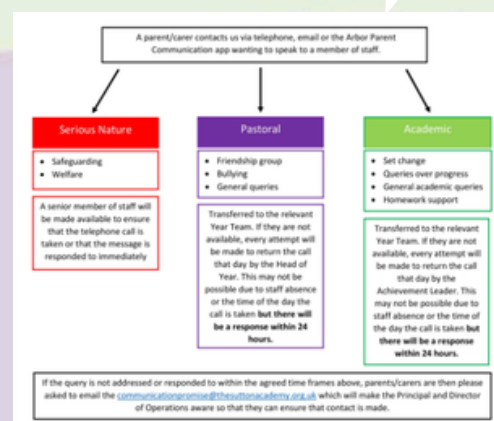 A parent/carer contacts us via telephone, email or the Arbor Parent
Communication app wanting to speak to a member of staff.
Serious Nature
• Safeguarding
• Welfare
A senior member of staff will
be made available to ensure
that the telephone call is
taken or that the message is
responded to immediately
Pastoral
• Friendship group
• Bullying
• General queries
Transferred to the relevant
Year Team. If they are not
available, every attempt will
be made to return the call
that day by the Head of
Year. This may not be
possible due to staff absence
or the time of the day the
call is taken but there will
be a response within 24
hours.
Academic
• Set change
• Queries over progress
• General academic queries
• Homework support
Transferred to the relevant
Year Team. If they are not
available, every attempt will
be made to return the call
that day by the
Achievement Leader. This
may not be possible due to
staff absence or the time of
the day the call is taken but
there will be a response
within 24 hours.
If the query is not addressed or responded to within the agreed time frames above, parents/carers are then please
asked to email the communicationpromise@thesuttonacademy.org.uk which will make the Principal and Director
of Operations aware so that they can ensure that contact is made.